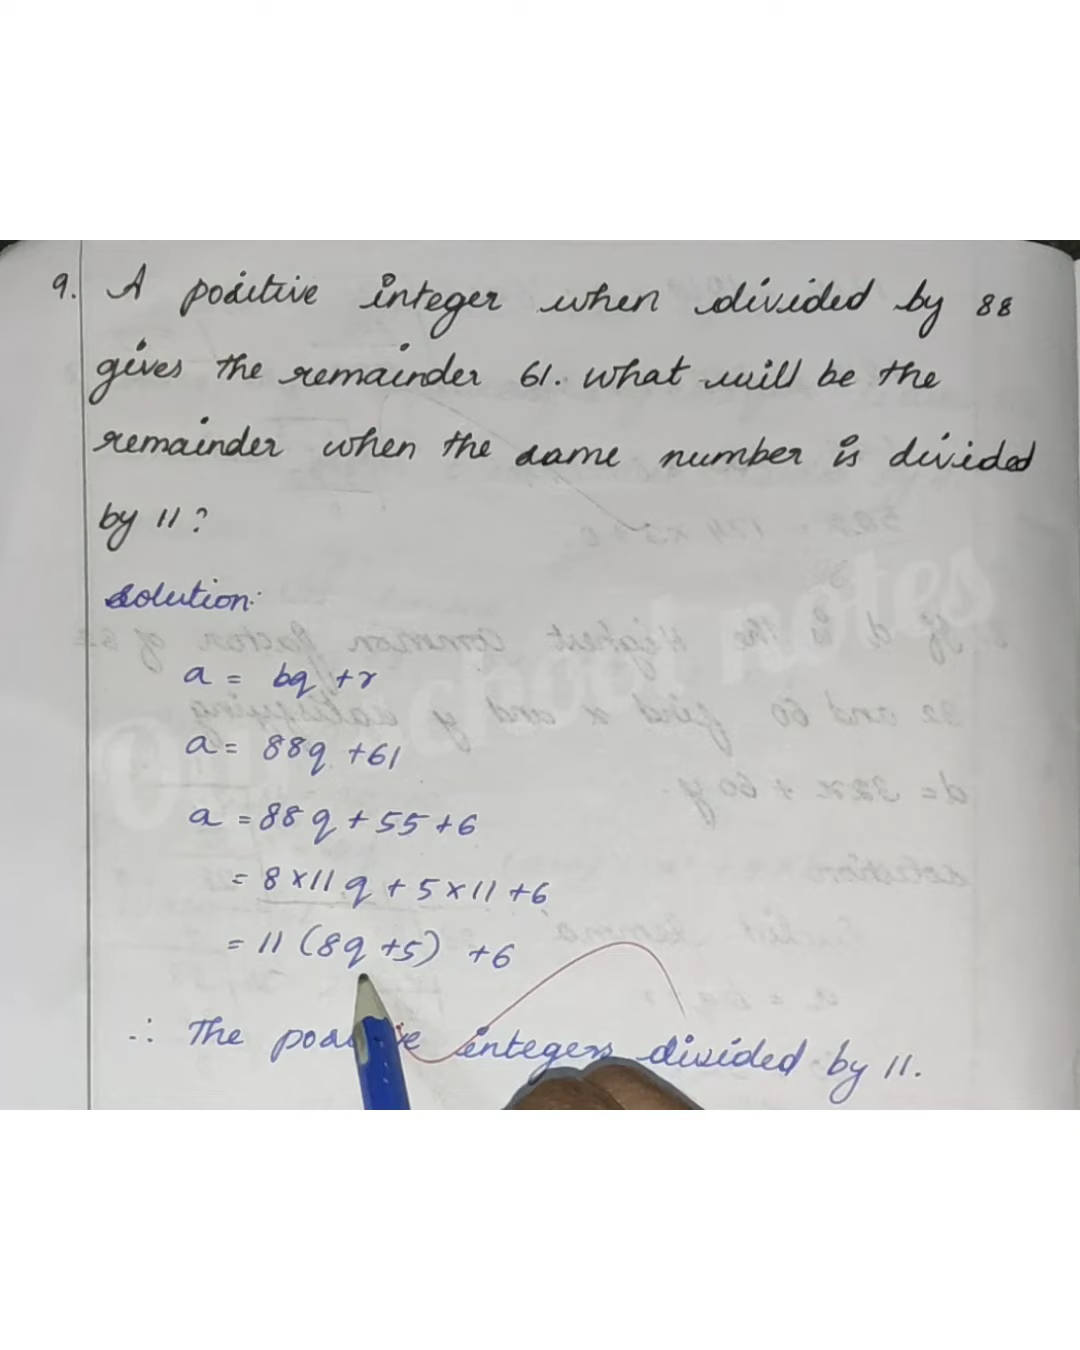 9. A positive integer when divided by 88
gives the remainder 61. what will be the
remainder when the same number is divided
by 11?
solution:
a = bq + r
a = 88q + 61
a = 88q + 55 + 6
= 8 × 11 q + 5 × 11 + 6
= 11 (8q + 5) + 6
∴ The integers divided by 11.
school notes